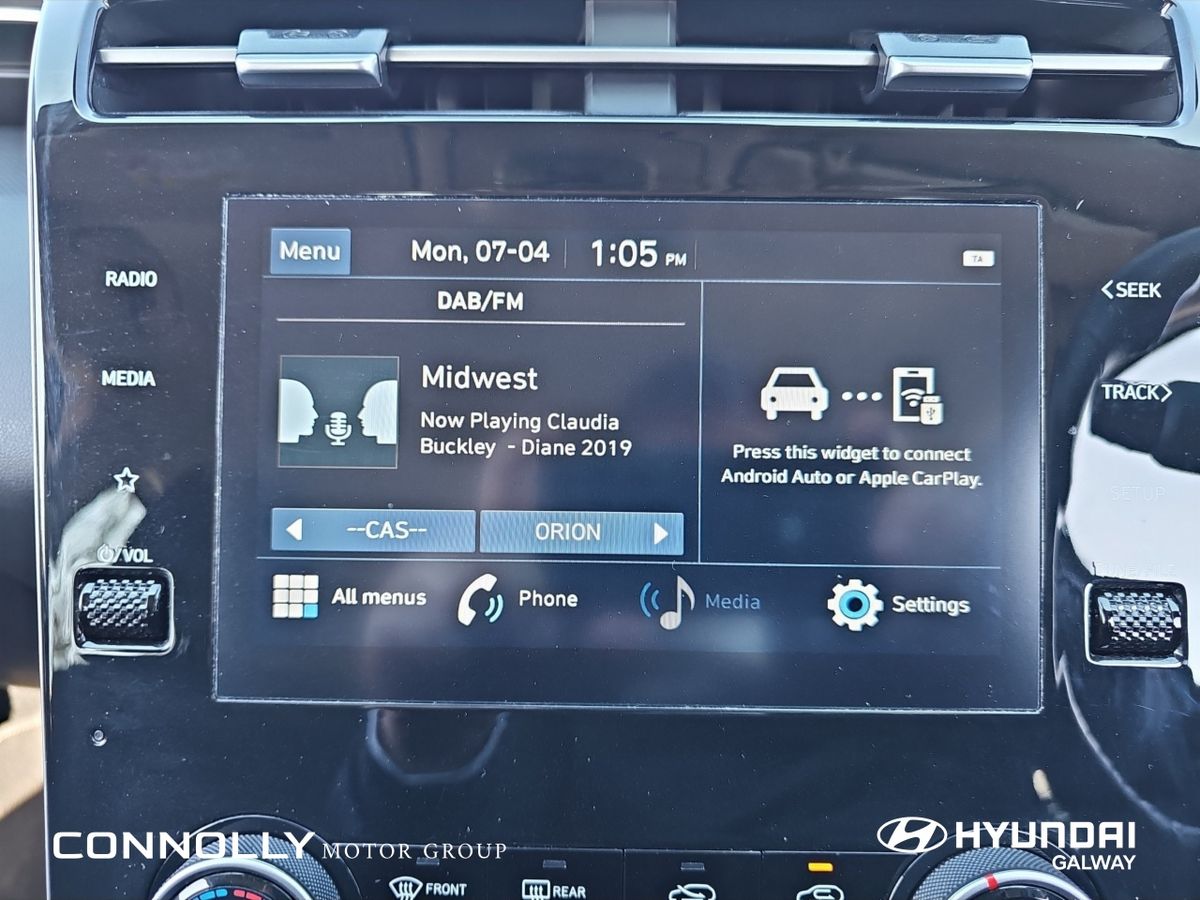 Menu
Mon, 07-04
1:05 PM
TA
RADIO
DAB/FM
<SEEK
MEDIA
Midwest
Now Playing Claudia
Buckley - Diane 2019
TRACK>
Press this widget to connect
Android Auto or Apple CarPlay.
SETUP
--CAS--
ORION
/VOL
All menus
Phone
Media
Settings
CONNOLLY MOTOR GROUP
HYUNDAI
GALWAY
FRONT
REAR